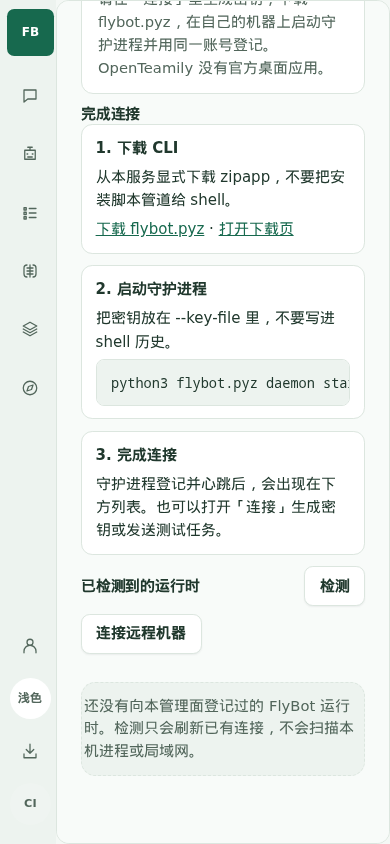 FB
flybot.pyz，在自己的机器上启动守
护进程并用同一账号登记。
OpenTeamily 没有官方桌面应用。
完成连接
1. 下载 CLI
从本服务显式下载 zipapp，不要把安
装脚本管道给 shell。
下载 flybot.pyz · 打开下载页
2. 启动守护进程
把密钥放在 --key-file 里，不要写进
shell 历史。
python3 flybot.pyz daemon sta
3. 完成连接
守护进程登记并心跳后，会出现在下
方列表。也可以打开「连接」生成密
钥或发送测试任务。
已检测到的运行时
检测
连接远程机器
还没有向本管理面登记过的 FlyBot 运行
时。检测只会刷新已有连接，不会扫描本
机进程或局域网。
浅色
CI